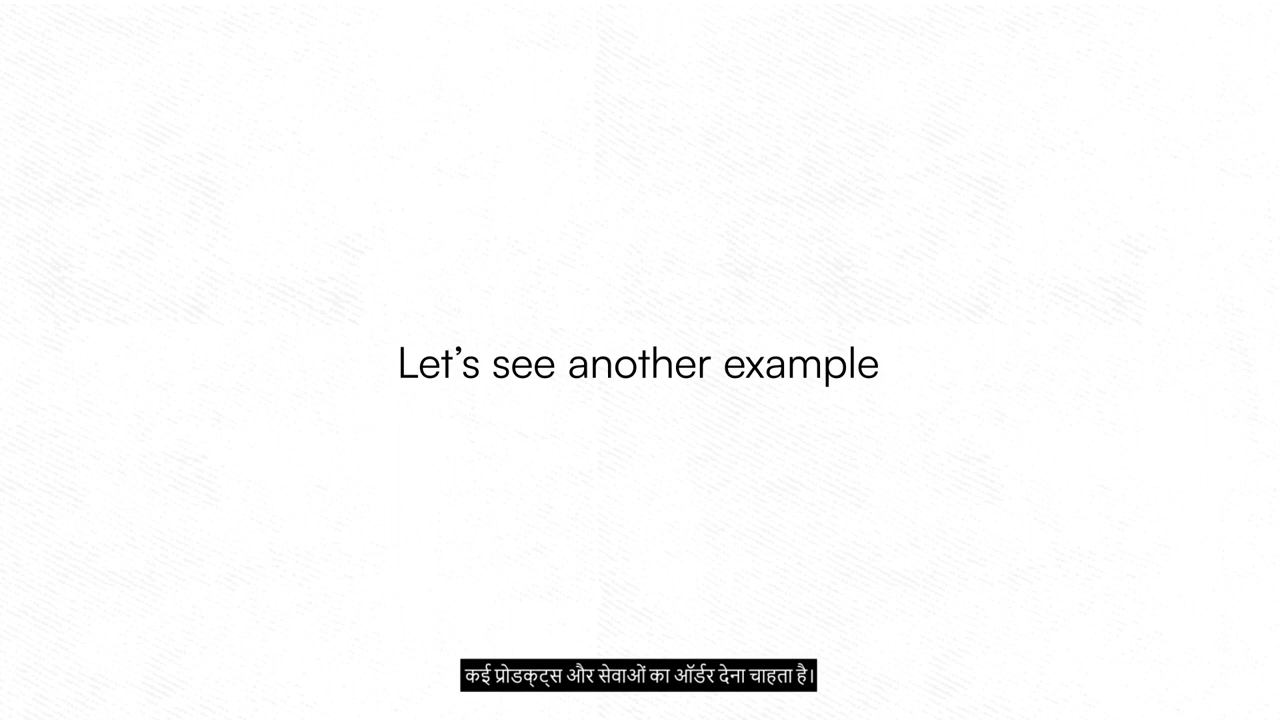 Let’s see another example
कई प्रोडक्ट्स और सेवाओं का ऑर्डर देना चाहता है।